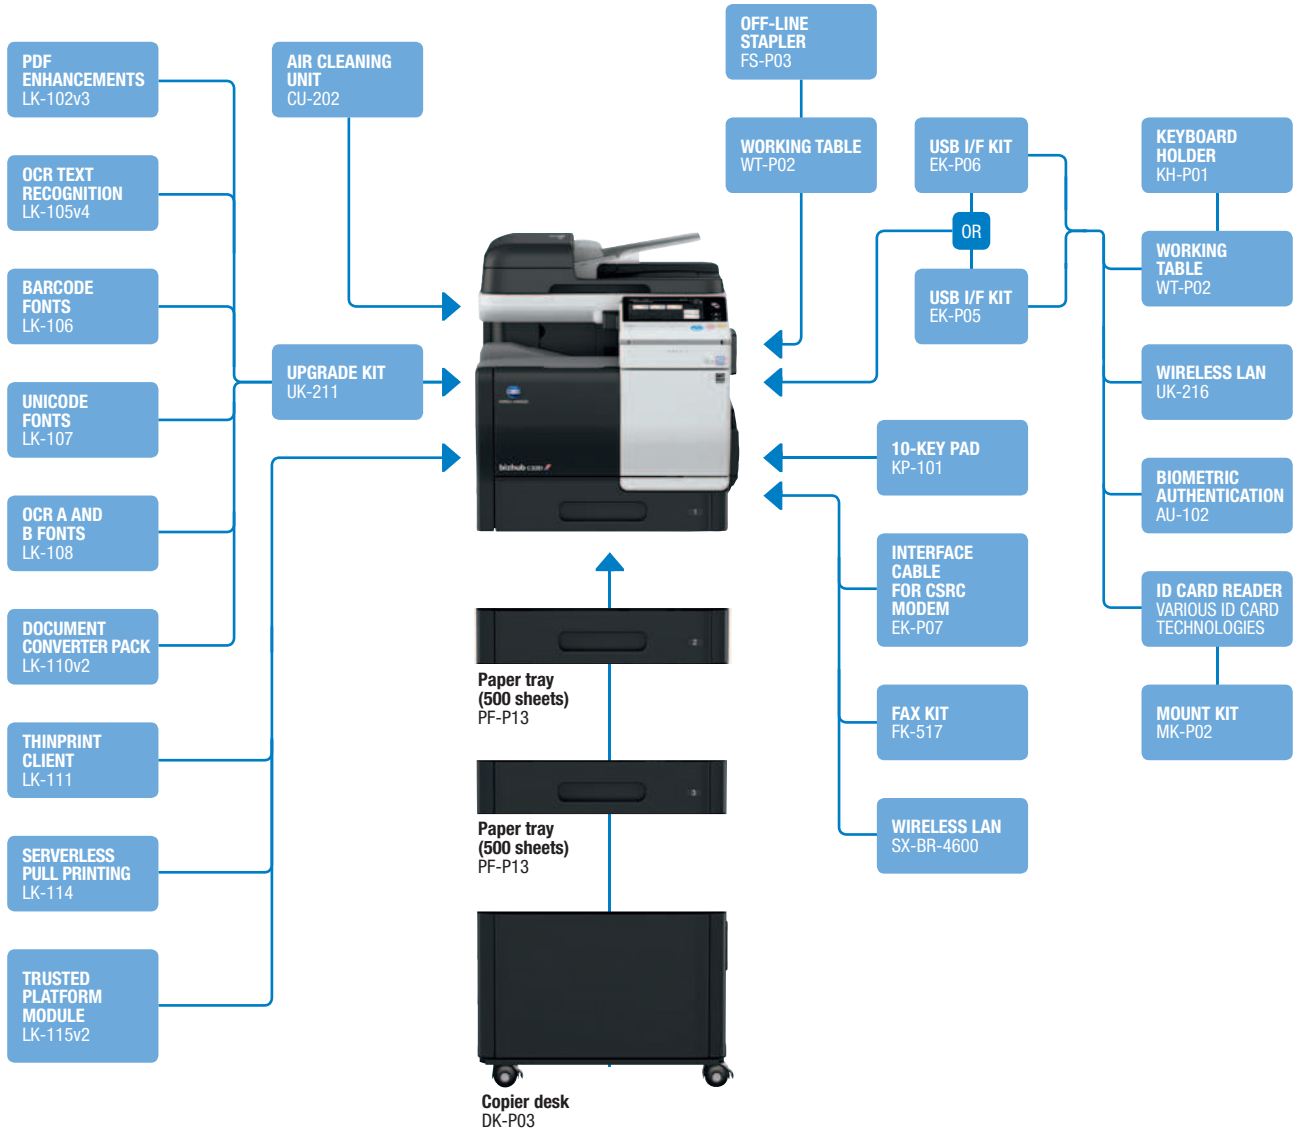 PDF
ENHANCEMENTS
LK-102v3
OCR TEXT
RECOGNITION
LK-105v4
BARCODE
FONTS
LK-106
UNICODE
FONTS
LK-107
OCR A AND
B FONTS
LK-108
DOCUMENT
CONVERTER PACK
LK-110v2
THINPRINT
CLIENT
LK-111
SERVERLESS
PULL PRINTING
LK-114
TRUSTED
PLATFORM
MODULE
LK-115v2
AIR CLEANING
UNIT
CU-202
UPGRADE KIT
UK-211
bizhub
1
2
Paper tray
(500 sheets)
PF-P13
3
Paper tray
(500 sheets)
PF-P13
Copier desk
DK-P03
OFF-LINE
STAPLER
FS-P03
WORKING TABLE
WT-P02
USB I/F KIT
EK-P06
OR
USB I/F KIT
EK-P05
10-KEY PAD
KP-101
INTERFACE
CABLE
FOR CSRC
MODEM
EK-P07
FAX KIT
FK-517
WIRELESS LAN
SX-BR-4600
KEYBOARD
HOLDER
KH-P01
WORKING
TABLE
WT-P02
WIRELESS LAN
UK-216
BIOMETRIC
AUTHENTICATION
AU-102
ID CARD READER
VARIOUS ID CARD
TECHNOLOGIES
MOUNT KIT
MK-P02